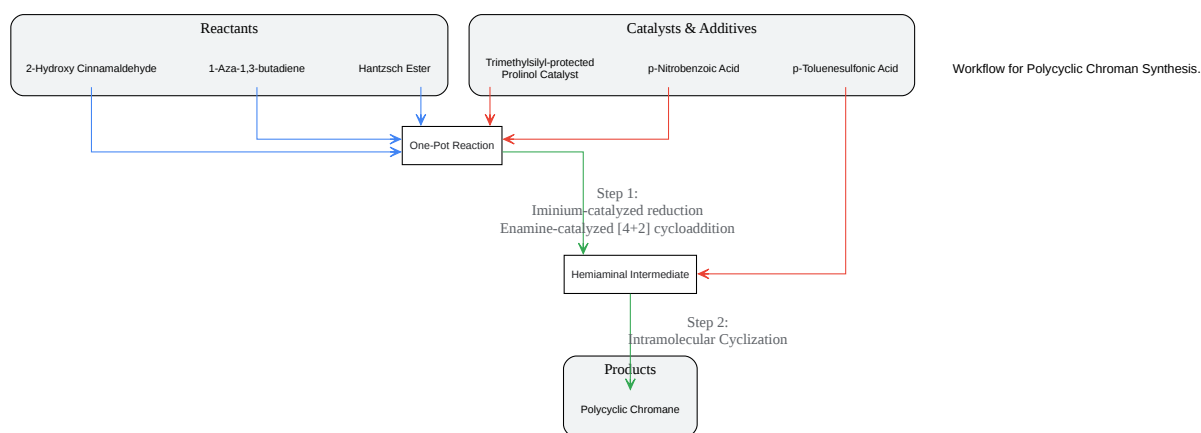 Reactants
2-Hydroxy Cinnamaldehyde
1-Aza-1,3-butadiene
Hantzsch Ester
Catalysts & Additives
Trimethylsilyl-protected
Prolinol Catalyst
p-Nitrobenzoic Acid
p-Toluenesulfonic Acid
Workflow for Polycyclic Chroman Synthesis.
One-Pot Reaction
Step 1:
Iminium-catalyzed reduction
Enamine-catalyzed [4+2] cycloaddition
Hemiaminal Intermediate
Step 2:
Intramolecular Cyclization
Products
Polycyclic Chromane